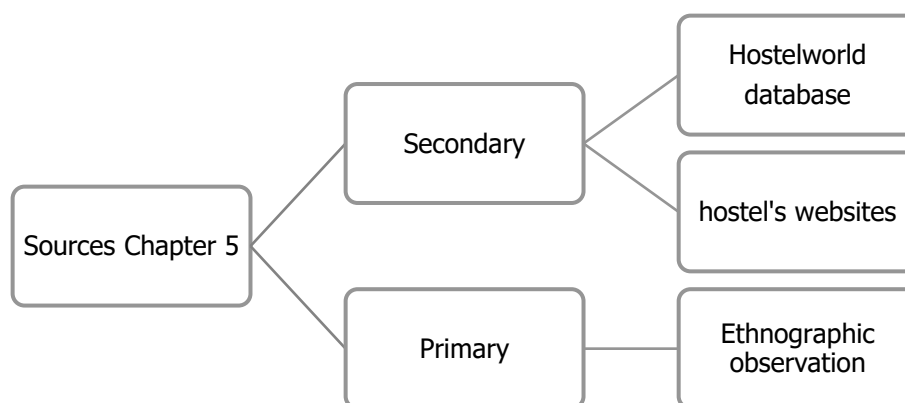 Sources Chapter 5
Secondary
Hostelworld
database
hostel's websites
Primary
Ethnographic
observation